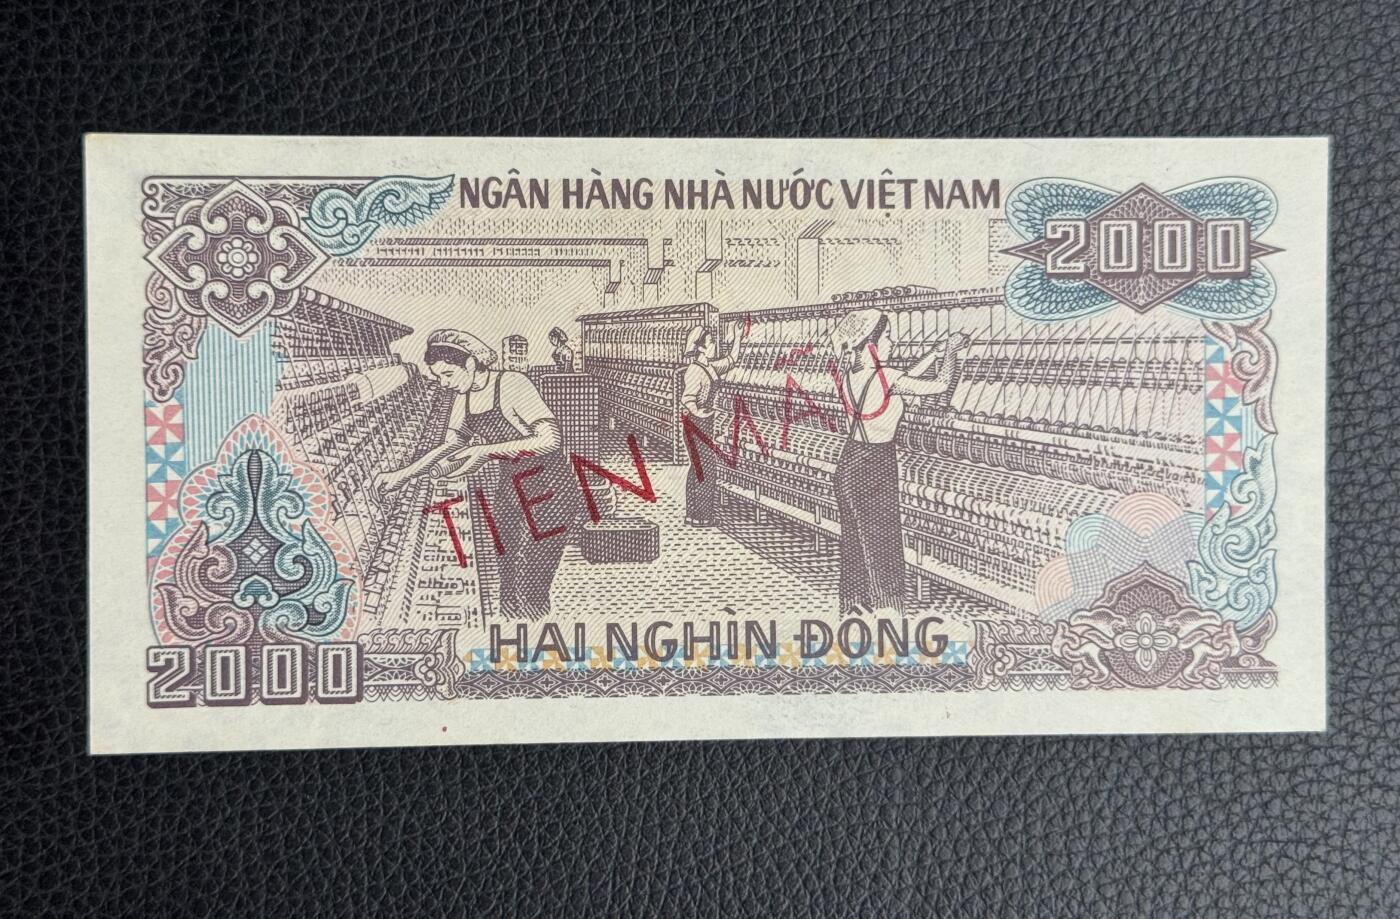 NGÂN HÀNG NHÀ NƯỚC VIỆT NAM
2000
TIỀN MẪU
HAI NGHÌN ĐỒNG
2000